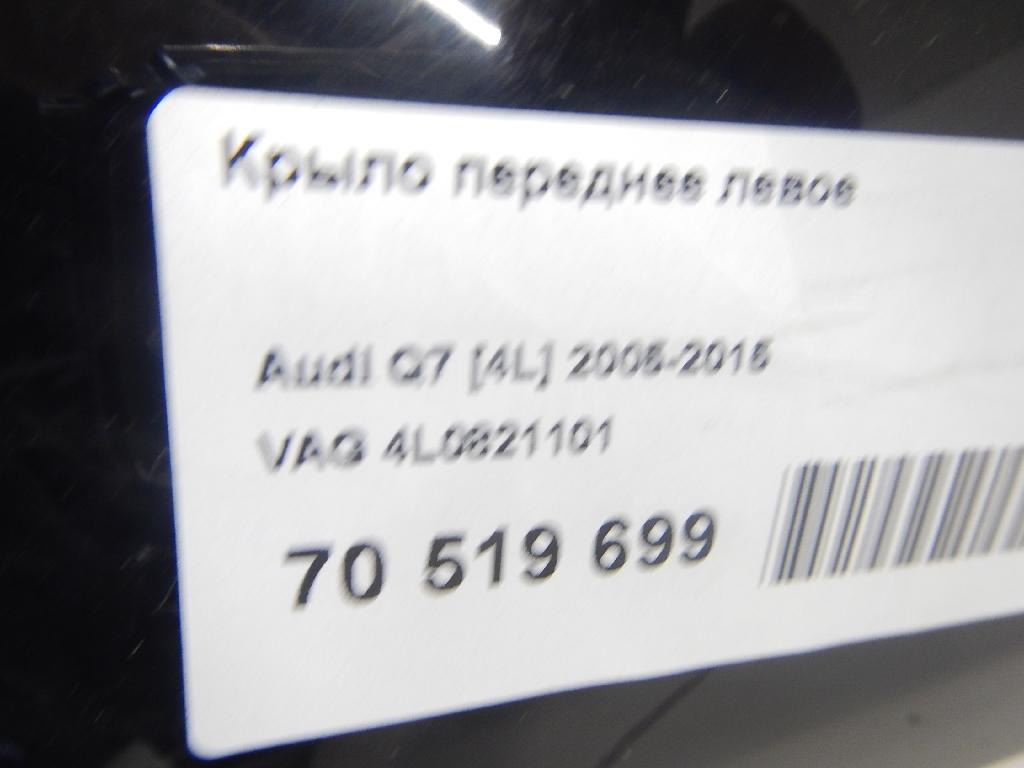 Крыло переднее левое
Audi Q7 [4L] 2005-2015
VAG 4L0821101
70 519 699